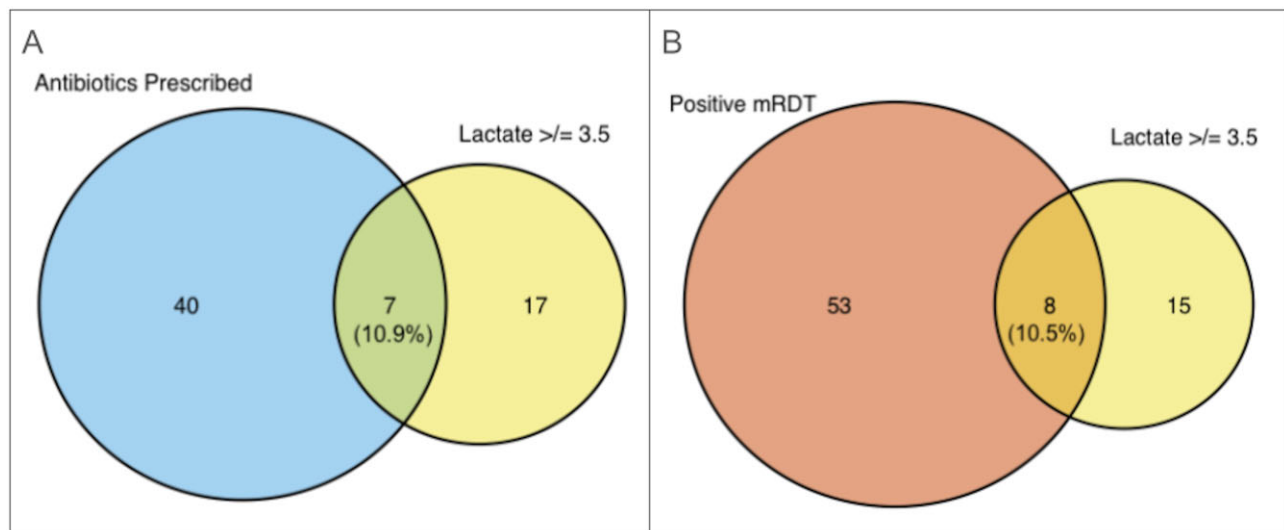 A
Antibiotics Prescribed
Lactate >/= 3.5
40
7
(10.9%)
17
B
Positive mRDT
Lactate >/= 3.5
53
8
(10.5%)
15